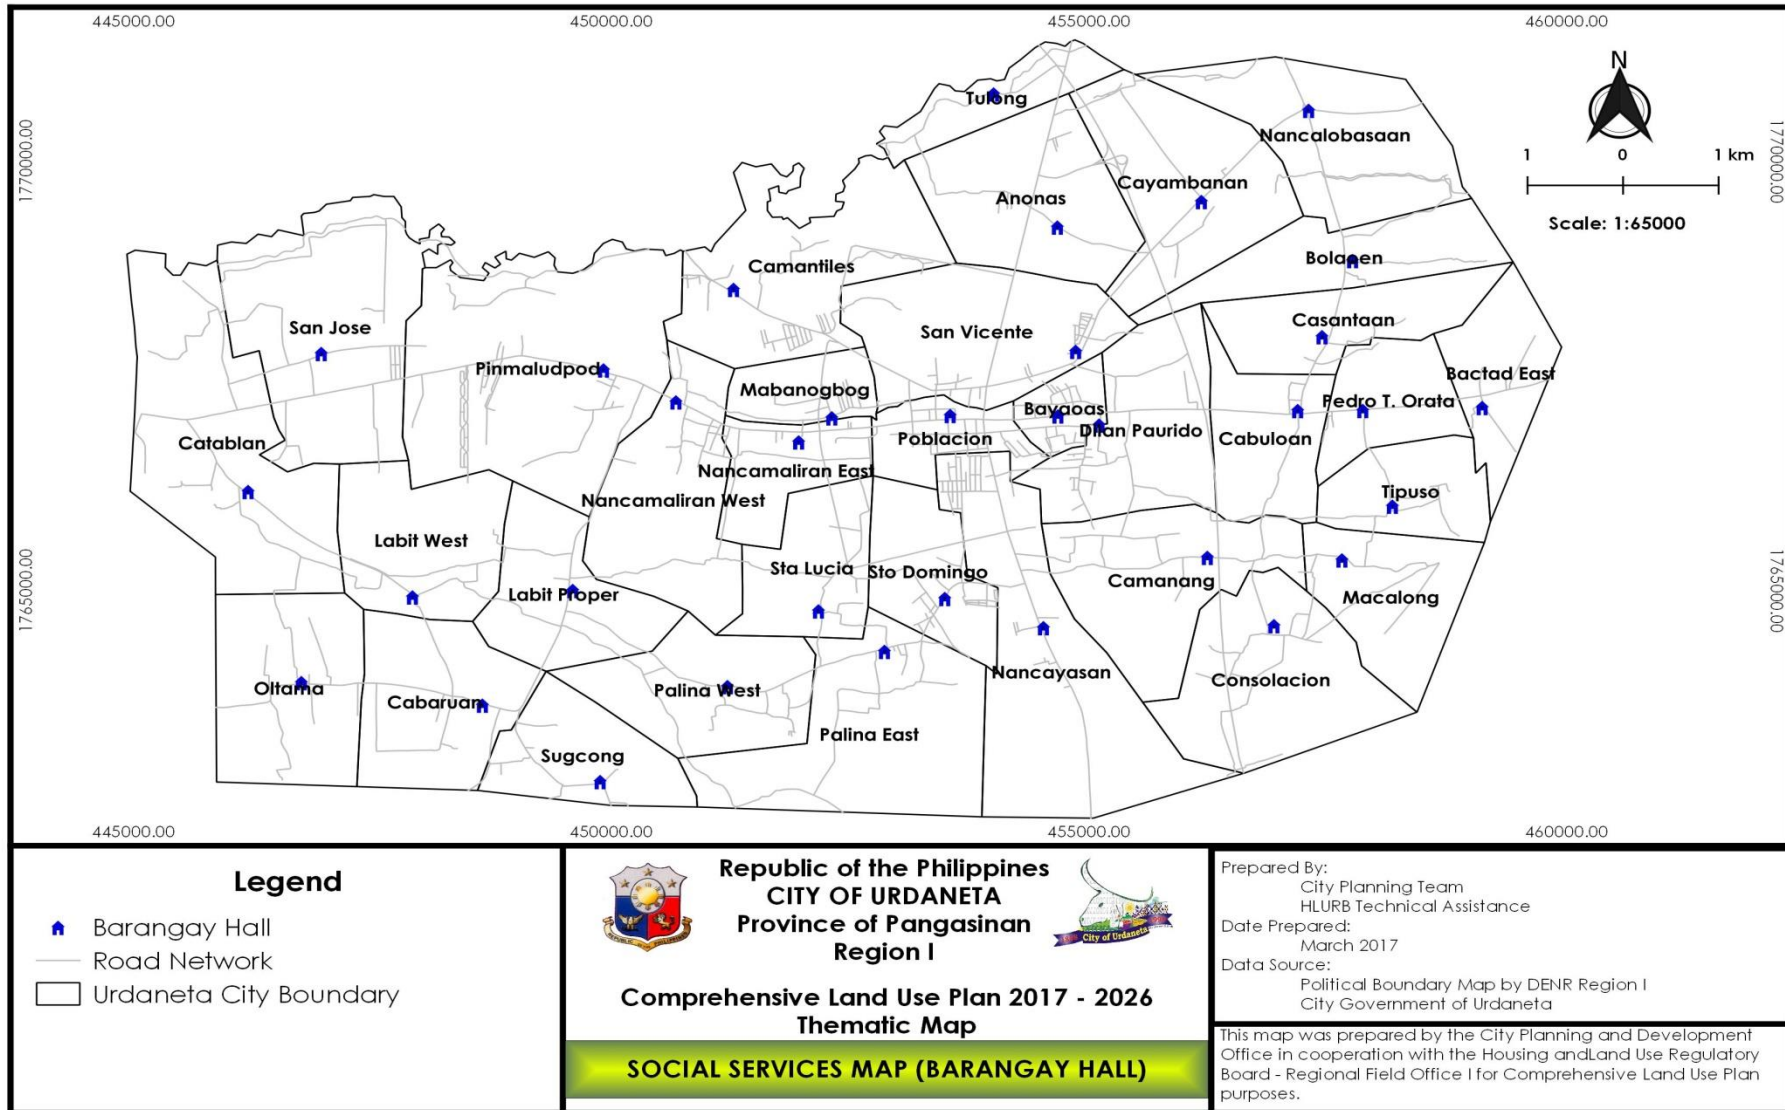 445000.00 450000.00 455000.00 460000.00
N
1770000.00
1770000.00
1 0 1 km
Scale: 1:65000
Tulong
Nancalobasaan
Cayambanan
Anonas
Bolaoen
Camantiles
San Jose
San Vicente
Casantaan
Pinmaludpod
Bactad East
Mabanogbog
Pedro T. Orata
Bayaoas
Dilan Paurido
Catablan
Poblacion
Cabuloan
Nancamaliran East
Nancamaliran West
Tipuso
Labit West
Sta Lucia
Sto Domingo
Camanang
Labit Proper
Macalong
1765000.00
1765000.00
Nancayasan
Consolacion
Oltama
Palina West
Cabaruan
Palina East
Sugcong
445000.00 450000.00 455000.00 460000.00
Legend
Barangay Hall
Road Network
Urdaneta City Boundary
Republic of the Philippines
CITY OF URDANETA
Province of Pangasinan
Region I
City of Urdaneta
Comprehensive Land Use Plan 2017 - 2026
Thematic Map
SOCIAL SERVICES MAP (BARANGAY HALL)
Prepared By:
City Planning Team
HLURB Technical Assistance
Date Prepared:
March 2017
Data Source:
Political Boundary Map by DENR Region I
City Government of Urdaneta
This map was prepared by the City Planning and Development
Office in cooperation with the Housing andLand Use Regulatory
Board - Regional Field Office I for Comprehensive Land Use Plan
purposes.